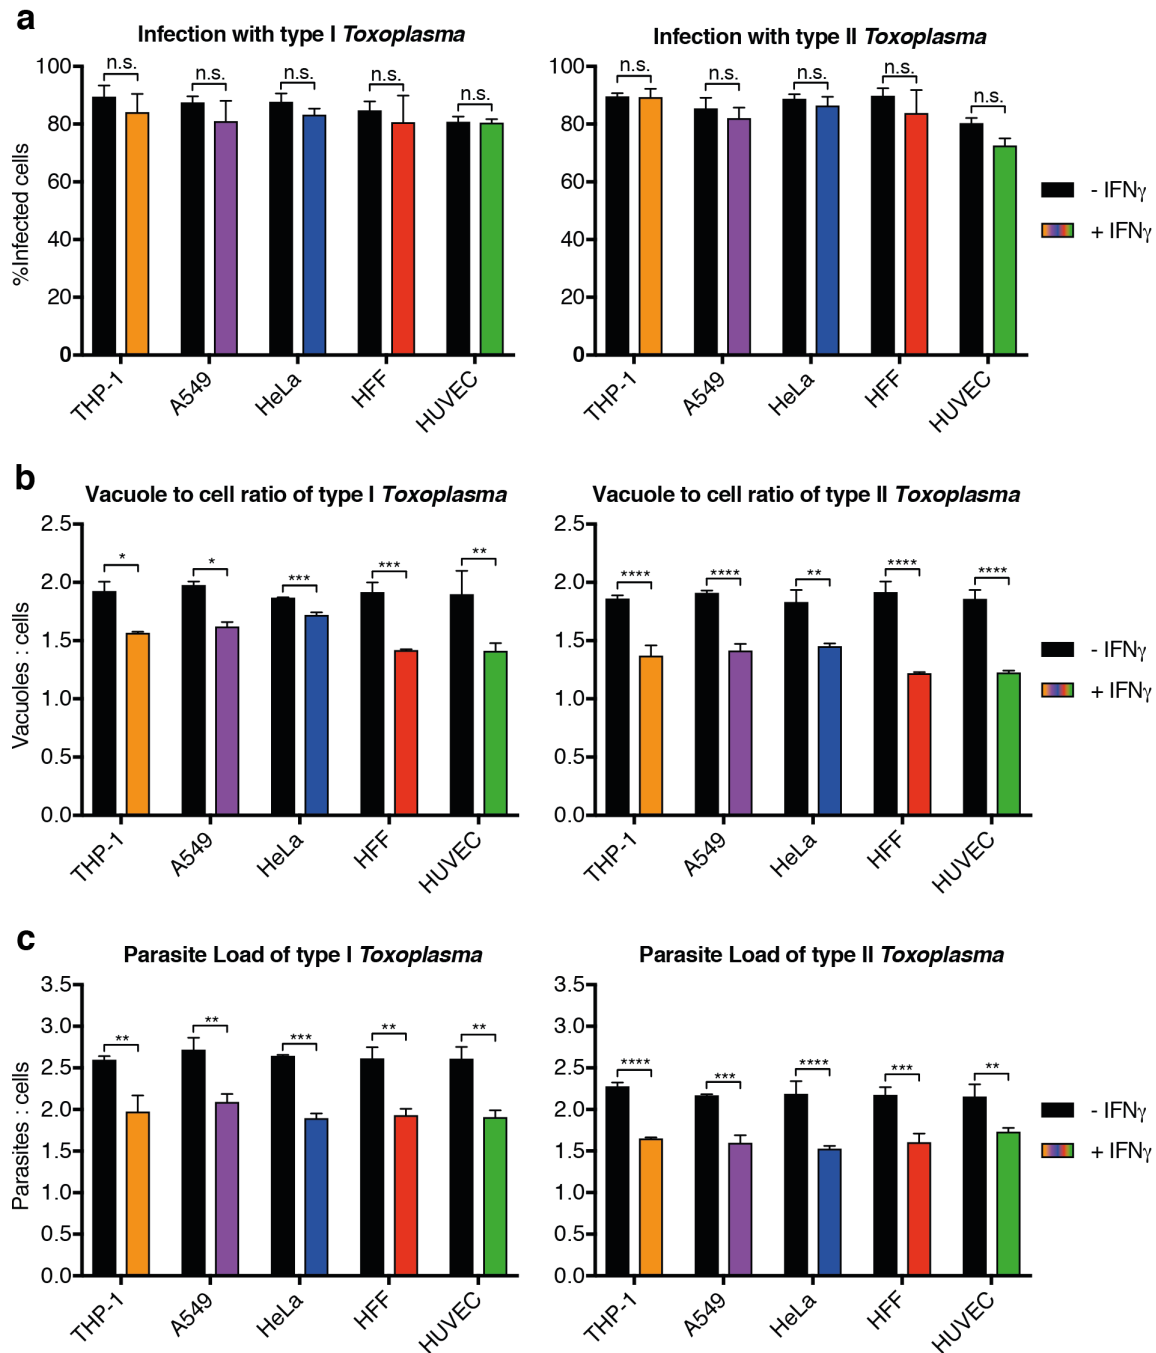 a
Infection with type I Toxoplasma
Infection with type II Toxoplasma
%Infected cells
100
80
60
40
20
0
n.s.
n.s.
n.s.
n.s.
n.s.
THP-1
A549
HeLa
HFF
HUVEC
100
80
60
40
20
0
n.s.
n.s.
n.s.
n.s.
n.s.
THP-1
A549
HeLa
HFF
HUVEC
- IFNγ
+ IFNγ
b
Vacuole to cell ratio of type I Toxoplasma
Vacuole to cell ratio of type II Toxoplasma
Vacuoles : cells
2.5
2.0
1.5
1.0
0.5
0.0
*
*
***
***
**
THP-1
A549
HeLa
HFF
HUVEC
2.5
2.0
1.5
1.0
0.5
0.0
****
****
**
****
****
THP-1
A549
HeLa
HFF
HUVEC
- IFNγ
+ IFNγ
c
Parasite Load of type I Toxoplasma
Parasite Load of type II Toxoplasma
Parasites : cells
3.5
3.0
2.5
2.0
1.5
1.0
0.5
0.0
**
**
***
**
**
THP-1
A549
HeLa
HFF
HUVEC
3.5
3.0
2.5
2.0
1.5
1.0
0.5
0.0
****
***
****
***
**
THP-1
A549
HeLa
HFF
HUVEC
- IFNγ
+ IFNγ